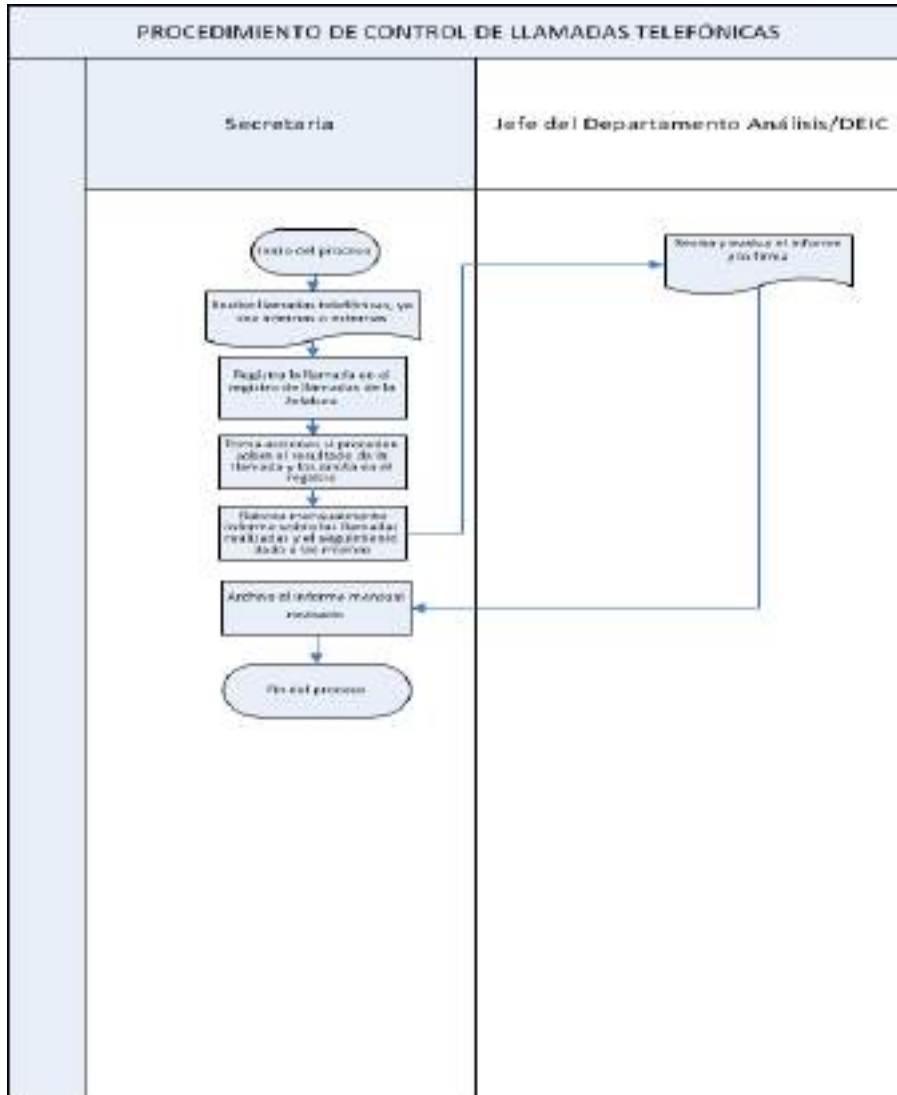 PROCEDIMIENTO DE CONTROL DE LLAMADAS TELEFÓNICAS
Secretaria
Jefe del Departamento Análisis/DEIC
Inicio del proceso
Recibe llamadas telefónicas, ya
sea internas o externas
Registra la llamada en el
registro de llamadas de la
Jefatura
Toma acciones si proceden
sobre el resultado de la
llamada y los anota en el
registro
Elabora mensualmente
informe sobre las llamadas
realizadas y el seguimiento
dado a las mismas
Revisa y evalua el informe
y lo firma
Archiva el informe mensual
revisado
Fin del proceso